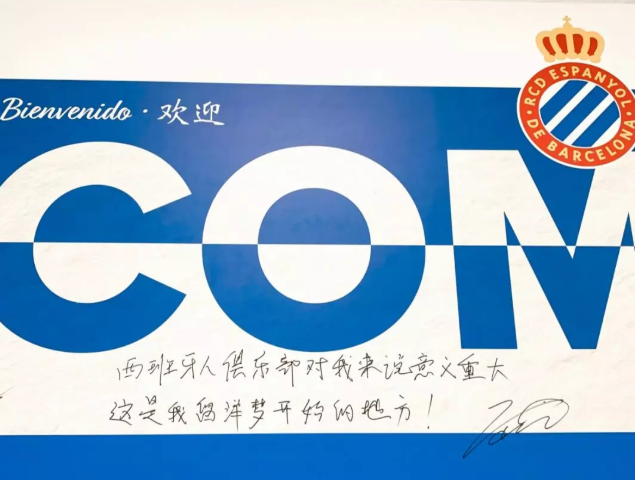 Bienvenido · 欢迎
RCD ESPANYOL
DE BARCELONA
COM
西班牙人俱乐部对我来说意义重大
这是我留洋梦开始的地方！